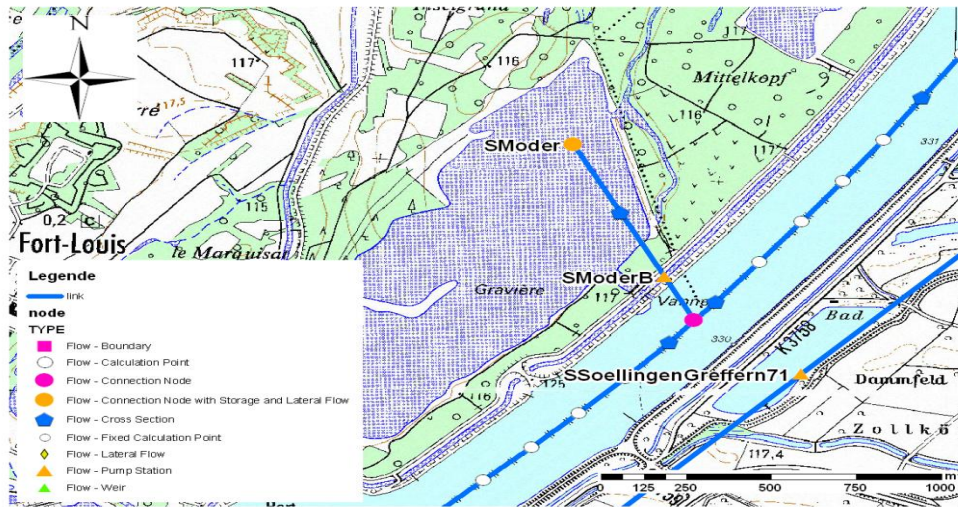 N
117
116
117
Mittelkopf
116
117
331
SModer
115
0,2
Fort-Louis
le Marquisat
Gravière
117
SModerB
Vanne
330
Bad
K 3758
SSoellingenGreffern71
Dammfeld
Zollkö
125
116
117,4
Legende
link
node
TYPE
Flow - Boundary
Flow - Calculation Point
Flow - Connection Node
Flow - Connection Node with Storage and Lateral Flow
Flow - Cross Section
Flow - Fixed Calculation Point
Flow - Lateral Flow
Flow - Pump Station
Flow - Weir
0 125 250 500 750 1000 m